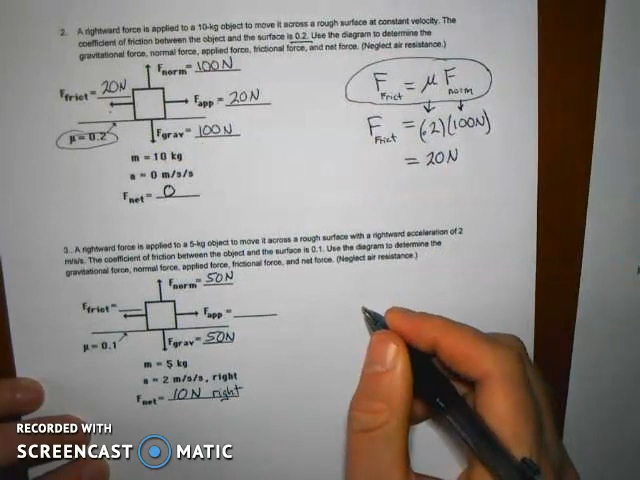 2. A rightward force is applied to a 10-kg object to move it across a rough surface at constant velocity. The
coefficient of friction between the object and the surface is 0.2. Use the diagram to determine the
gravitational force, normal force, applied force, frictional force, and net force. (Neglect air resistance.)
Fnorm = 100N
Ffrict = 20N
Fapp = 20N
μ = 0.2
Fgrav = 100N
m = 10 kg
a = 0 m/s/s
Fnet = 0
F Frict = μ F norm
F Frict = (.2)(100N)
= 20N
3. A rightward force is applied to a 5-kg object to move it across a rough surface with a rightward acceleration of 2
m/s/s. The coefficient of friction between the object and the surface is 0.1. Use the diagram to determine the
gravitational force, normal force, applied force, frictional force, and net force. (Neglect air resistance.)
Fnorm = 50N
Ffrict =
Fapp =
μ = 0.1
Fgrav = 50N
m = 5 kg
a = 2 m/s/s, right
Fnet = 10N right
RECORDED WITH
SCREENCAST MATIC